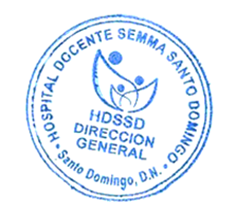 HOSPITAL DOCENTE SEMMA SANTO DOMINGO
HDSSD
DIRECCION
GENERAL
Santo Domingo, D.N.